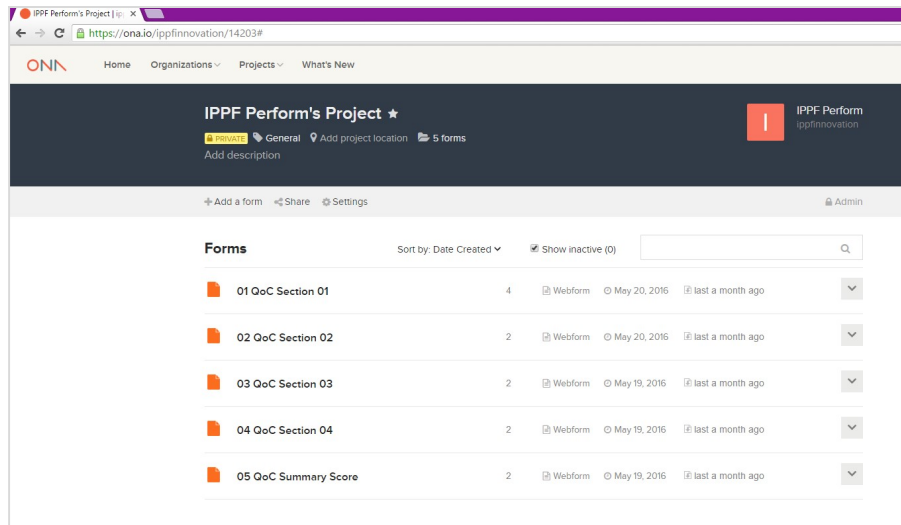 IPPF Perform's Project | ip
https://ona.io/ippfinnovation/14203#
ONA Home Organizations Projects What's New
IPPF Perform's Project
PRIVATE General Add project location 5 forms
Add description
I
IPPF Perform
ippfinnovation
Add a form Share Settings Admin
Forms Sort by: Date Created Show inactive (0)
01 QoC Section 01 4 Webform May 20, 2016 last a month ago
02 QoC Section 02 2 Webform May 20, 2016 last a month ago
03 QoC Section 03 2 Webform May 19, 2016 last a month ago
04 QoC Section 04 2 Webform May 19, 2016 last a month ago
05 QoC Summary Score 2 Webform May 19, 2016 last a month ago